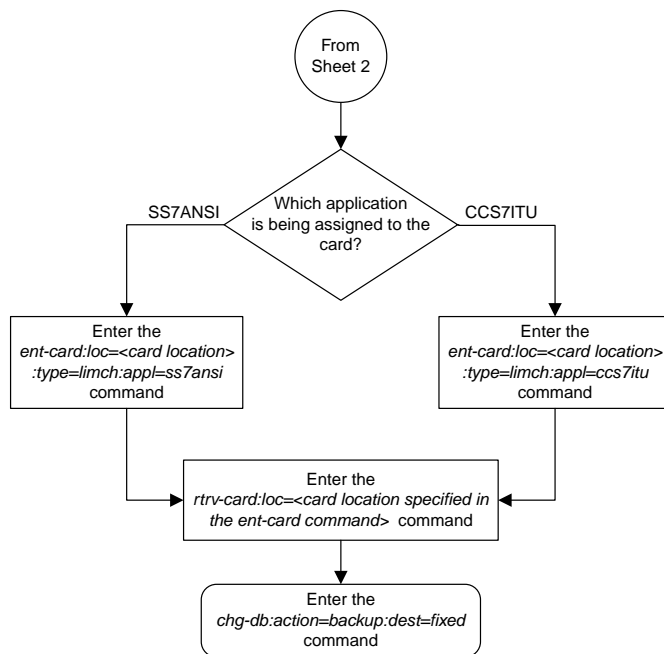 From
Sheet 2
Which application
is being assigned to the
card?
SS7ANSI
CCS7ITU
Enter the
ent-card:loc=<card location>
:type=limch:appl=ss7ansi
command
Enter the
ent-card:loc=<card location>
:type=limch:appl=ccs7itu
command
Enter the
rtrv-card:loc=<card location specified in
the ent-card command> command
Enter the
chg-db:action=backup:dest=fixed
command